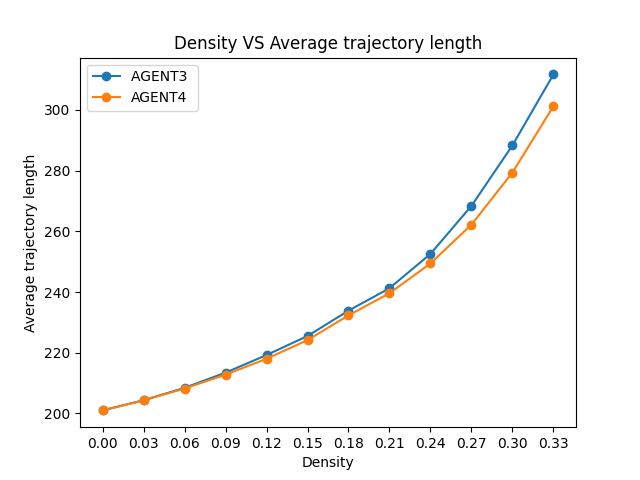 Density VS Average trajectory length
AGENT3
AGENT4
Average trajectory length
300
280
260
240
220
200
0.00 0.03 0.06 0.09 0.12 0.15 0.18 0.21 0.24 0.27 0.30 0.33
Density